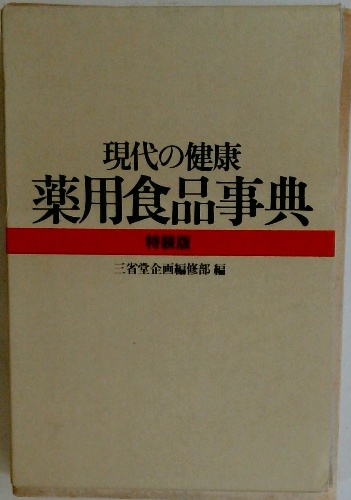 現代の健康
薬用食品事典
特装版
三省堂企画編修部 編